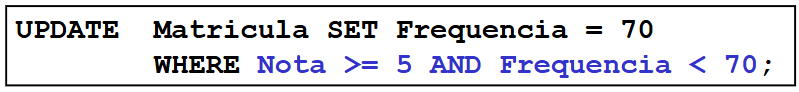 UPDATE Matricula SET Frequencia = 70
WHERE Nota >= 5 AND Frequencia < 70;